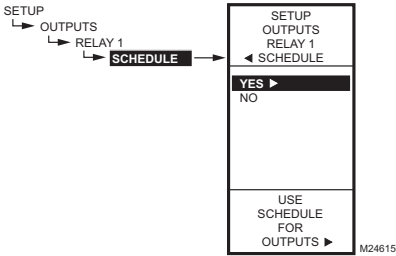 SETUP
OUTPUTS
RELAY 1
SCHEDULE
SETUP
OUTPUTS
RELAY 1
◀ SCHEDULE
YES ▶
NO
USE
SCHEDULE
FOR
OUTPUTS ▶
M24615